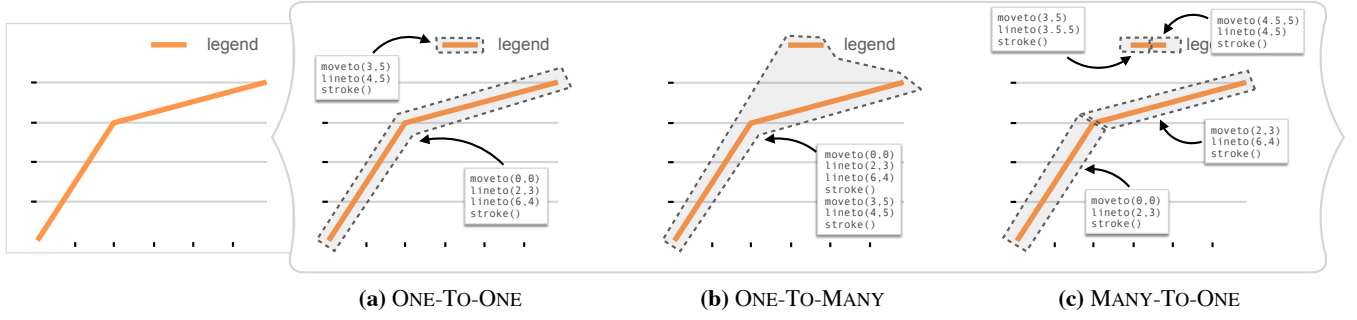 legend
legend
moveto(3,5)
lineto(4,5)
stroke()
moveto(0,0)
lineto(2,3)
lineto(6,4)
stroke()
(a) ONE-TO-ONE
legend
moveto(0,0)
lineto(2,3)
lineto(6,4)
stroke()
moveto(3,5)
lineto(4,5)
stroke()
(b) ONE-TO-MANY
moveto(3,5)
lineto(3.5,5)
stroke()
moveto(4.5,5)
lineto(4,5)
stroke()
legend
moveto(2,3)
lineto(6,4)
stroke()
moveto(0,0)
lineto(2,3)
stroke()
(c) MANY-TO-ONE